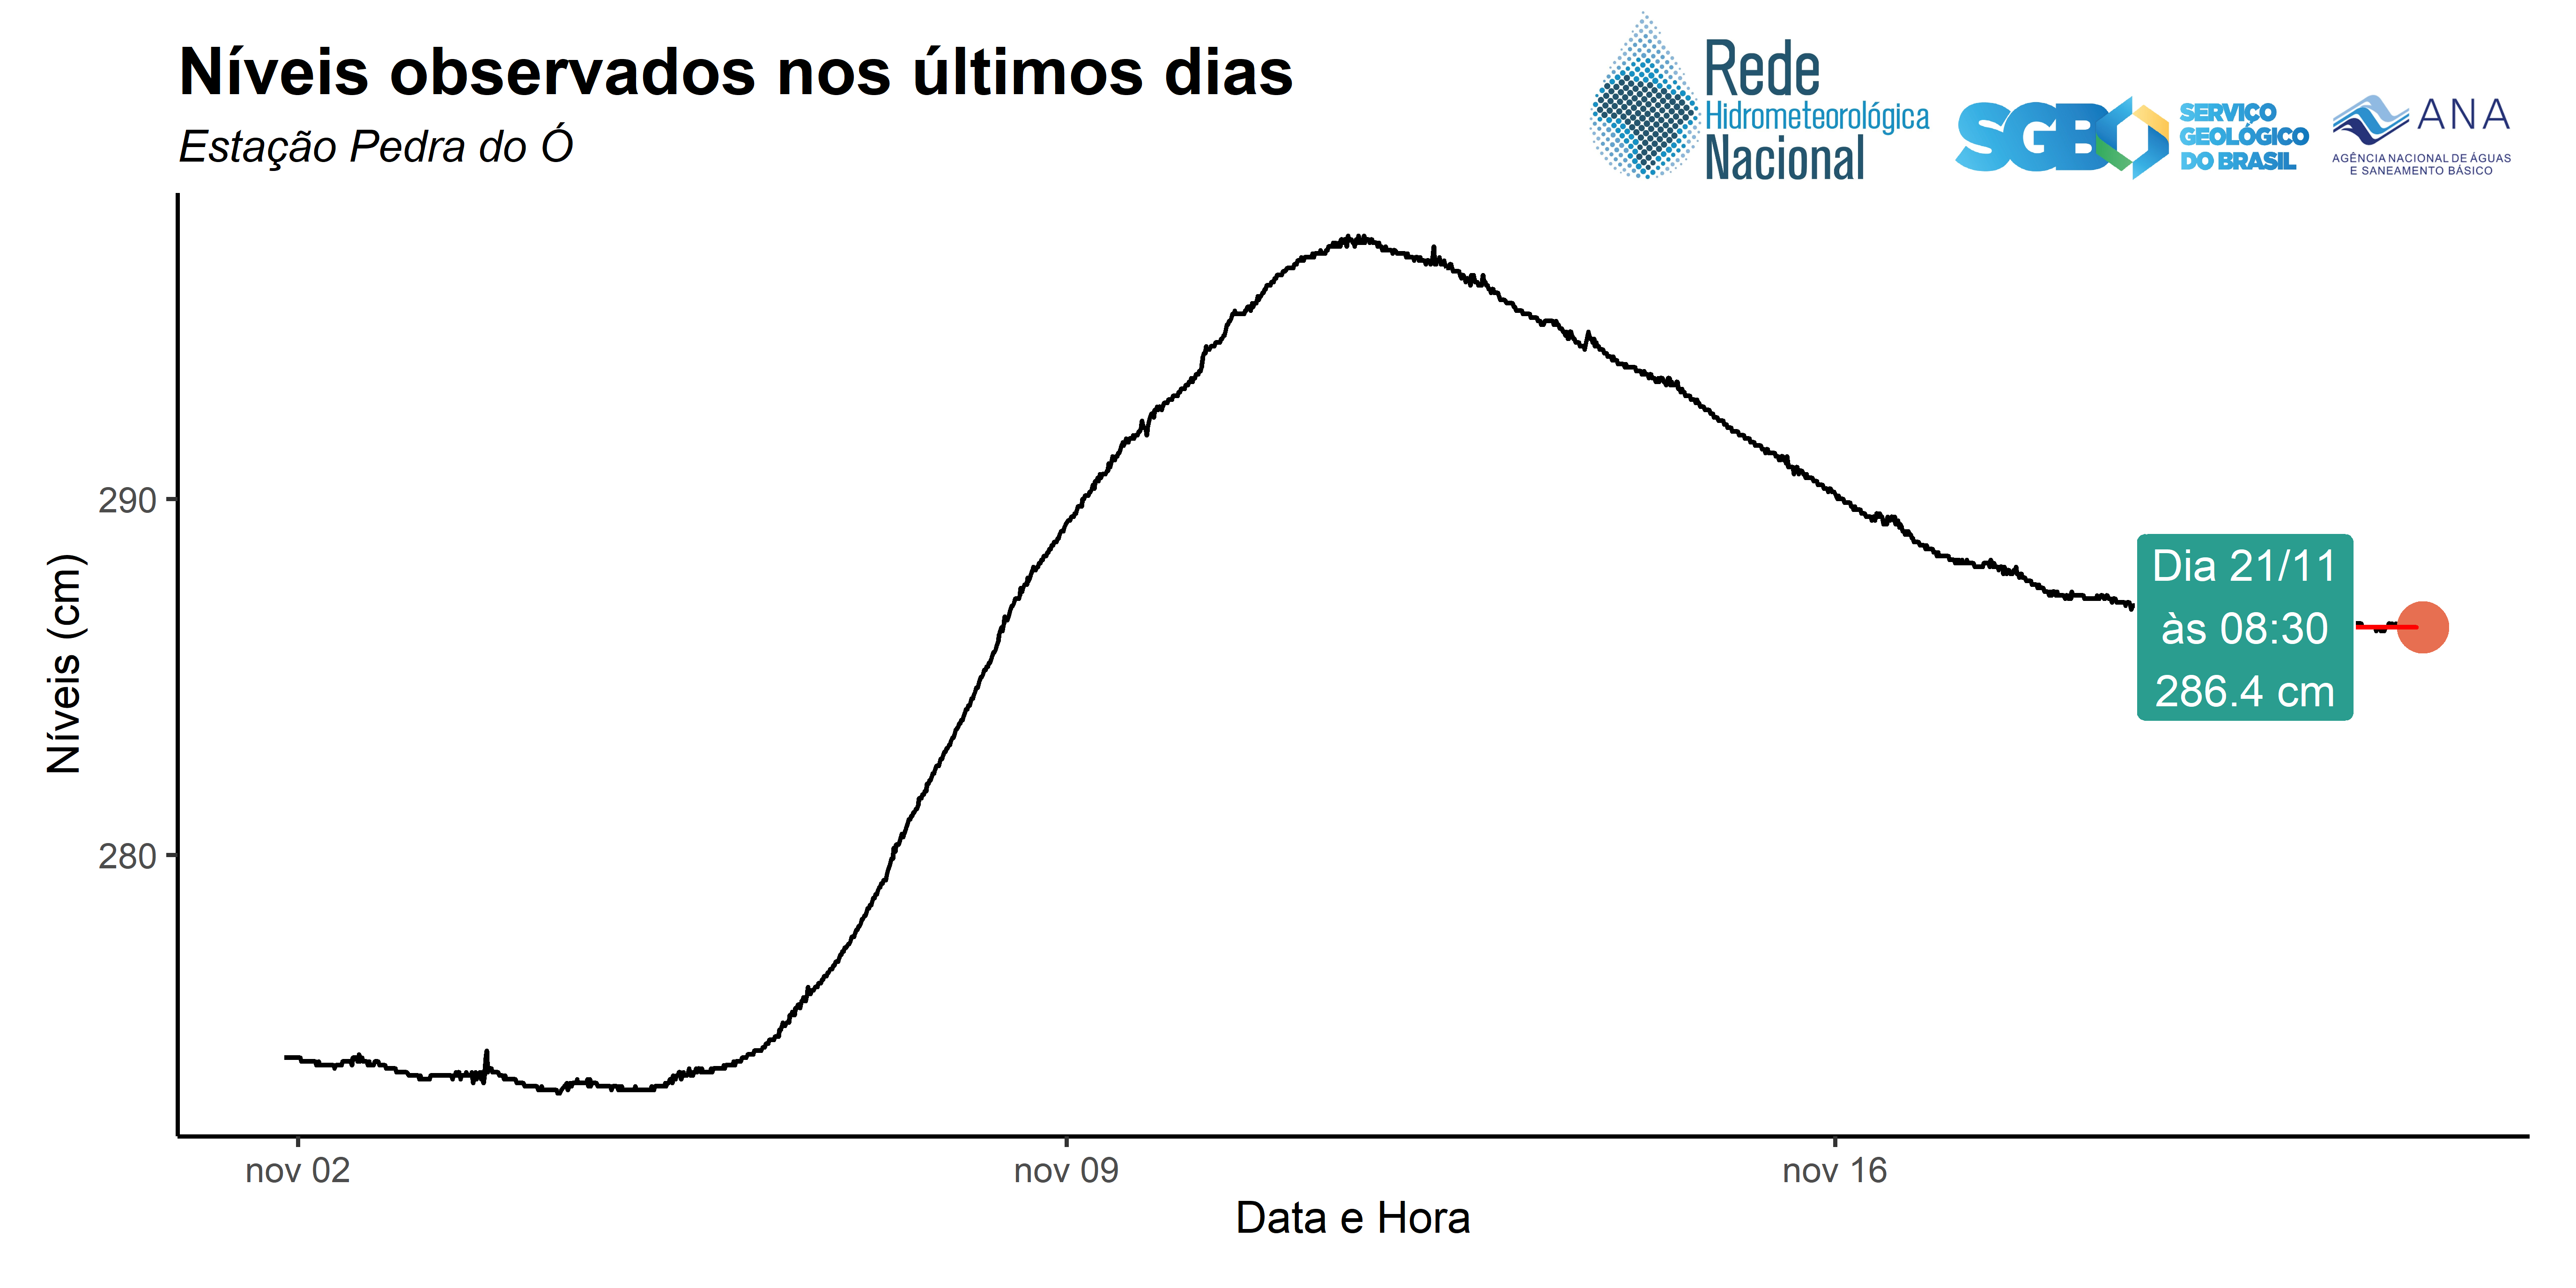 Níveis observados nos últimos dias
Estação Pedra do Ó
Rede
Hidrometeorológica
Nacional
SGB
SERVIÇO
GEOLÓGICO
DO BRASIL
ANA
AGÊNCIA NACIONAL DE ÁGUAS
E SANEAMENTO BÁSICO
Níveis (cm)
290
280
Dia 21/11
às 08:30
286.4 cm
nov 02
nov 09
nov 16
Data e Hora